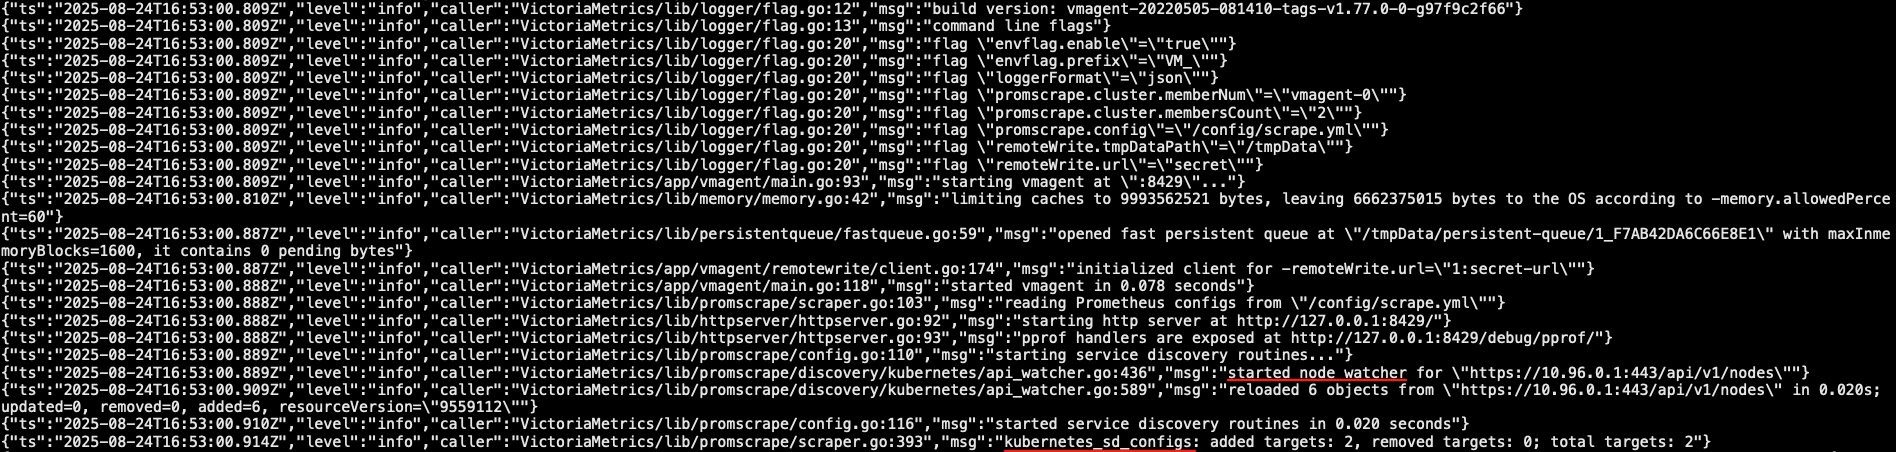 {"ts":"2025-08-24T16:53:00.809Z","level":"info","caller":"VictoriaMetrics/lib/logger/flag.go:12","msg":"build version: vmagent-20220505-081410-tags-v1.77.0-0-g97f9c2f66"}
{"ts":"2025-08-24T16:53:00.809Z","level":"info","caller":"VictoriaMetrics/lib/logger/flag.go:13","msg":"command line flags"}
{"ts":"2025-08-24T16:53:00.809Z","level":"info","caller":"VictoriaMetrics/lib/logger/flag.go:20","msg":"flag \"envflag.enable\"=\"true\""}
{"ts":"2025-08-24T16:53:00.809Z","level":"info","caller":"VictoriaMetrics/lib/logger/flag.go:20","msg":"flag \"envflag.prefix\"=\"VM_\""}
{"ts":"2025-08-24T16:53:00.809Z","level":"info","caller":"VictoriaMetrics/lib/logger/flag.go:20","msg":"flag \"loggerFormat\"=\"json\""}
{"ts":"2025-08-24T16:53:00.809Z","level":"info","caller":"VictoriaMetrics/lib/logger/flag.go:20","msg":"flag \"promscrape.cluster.memberNum\"=\"vmagent-0\""}
{"ts":"2025-08-24T16:53:00.809Z","level":"info","caller":"VictoriaMetrics/lib/logger/flag.go:20","msg":"flag \"promscrape.cluster.membersCount\"=\"2\""}
{"ts":"2025-08-24T16:53:00.809Z","level":"info","caller":"VictoriaMetrics/lib/logger/flag.go:20","msg":"flag \"promscrape.config\"=\"/config/scrape.yml\""}
{"ts":"2025-08-24T16:53:00.809Z","level":"info","caller":"VictoriaMetrics/lib/logger/flag.go:20","msg":"flag \"remoteWrite.tmpDataPath\"=\"/tmpData\""}
{"ts":"2025-08-24T16:53:00.809Z","level":"info","caller":"VictoriaMetrics/lib/logger/flag.go:20","msg":"flag \"remoteWrite.url\"=\"secret\""}
{"ts":"2025-08-24T16:53:00.809Z","level":"info","caller":"VictoriaMetrics/app/vmagent/main.go:93","msg":"starting vmagent at \":8429\"..."}
{"ts":"2025-08-24T16:53:00.810Z","level":"info","caller":"VictoriaMetrics/lib/memory/memory.go:42","msg":"limiting caches to 9993562521 bytes, leaving 6662375015 bytes to the OS according to -memory.allowedPerce
nt=60"}
{"ts":"2025-08-24T16:53:00.887Z","level":"info","caller":"VictoriaMetrics/lib/persistentqueue/fastqueue.go:59","msg":"opened fast persistent queue at \"/tmpData/persistent-queue/1_F7AB42DA6C66E8E1\" with maxInme
moryBlocks=1600, it contains 0 pending bytes"}
{"ts":"2025-08-24T16:53:00.887Z","level":"info","caller":"VictoriaMetrics/app/vmagent/remotewrite/client.go:174","msg":"initialized client for -remoteWrite.url=\"1:secret-url\""}
{"ts":"2025-08-24T16:53:00.888Z","level":"info","caller":"VictoriaMetrics/app/vmagent/main.go:118","msg":"started vmagent in 0.078 seconds"}
{"ts":"2025-08-24T16:53:00.888Z","level":"info","caller":"VictoriaMetrics/lib/promscrape/scraper.go:103","msg":"reading Prometheus configs from \"/config/scrape.yml\""}
{"ts":"2025-08-24T16:53:00.888Z","level":"info","caller":"VictoriaMetrics/lib/httpserver/httpserver.go:92","msg":"starting http server at http://127.0.0.1:8429/"}
{"ts":"2025-08-24T16:53:00.888Z","level":"info","caller":"VictoriaMetrics/lib/httpserver/httpserver.go:93","msg":"pprof handlers are exposed at http://127.0.0.1:8429/debug/pprof/"}
{"ts":"2025-08-24T16:53:00.889Z","level":"info","caller":"VictoriaMetrics/lib/promscrape/config.go:110","msg":"starting service discovery routines..."}
{"ts":"2025-08-24T16:53:00.889Z","level":"info","caller":"VictoriaMetrics/lib/promscrape/discovery/kubernetes/api_watcher.go:436","msg":"started node watcher for \"https://10.96.0.1:443/api/v1/nodes\""}
{"ts":"2025-08-24T16:53:00.909Z","level":"info","caller":"VictoriaMetrics/lib/promscrape/discovery/kubernetes/api_watcher.go:589","msg":"reloaded 6 objects from \"https://10.96.0.1:443/api/v1/nodes\" in 0.020s;
updated=0, removed=0, added=6, resourceVersion=\"9559112\""}
{"ts":"2025-08-24T16:53:00.910Z","level":"info","caller":"VictoriaMetrics/lib/promscrape/config.go:116","msg":"started service discovery routines in 0.020 seconds"}
{"ts":"2025-08-24T16:53:00.914Z","level":"info","caller":"VictoriaMetrics/lib/promscrape/scraper.go:393","msg":"kubernetes_sd_configs: added targets: 2, removed targets: 0; total targets: 2"}